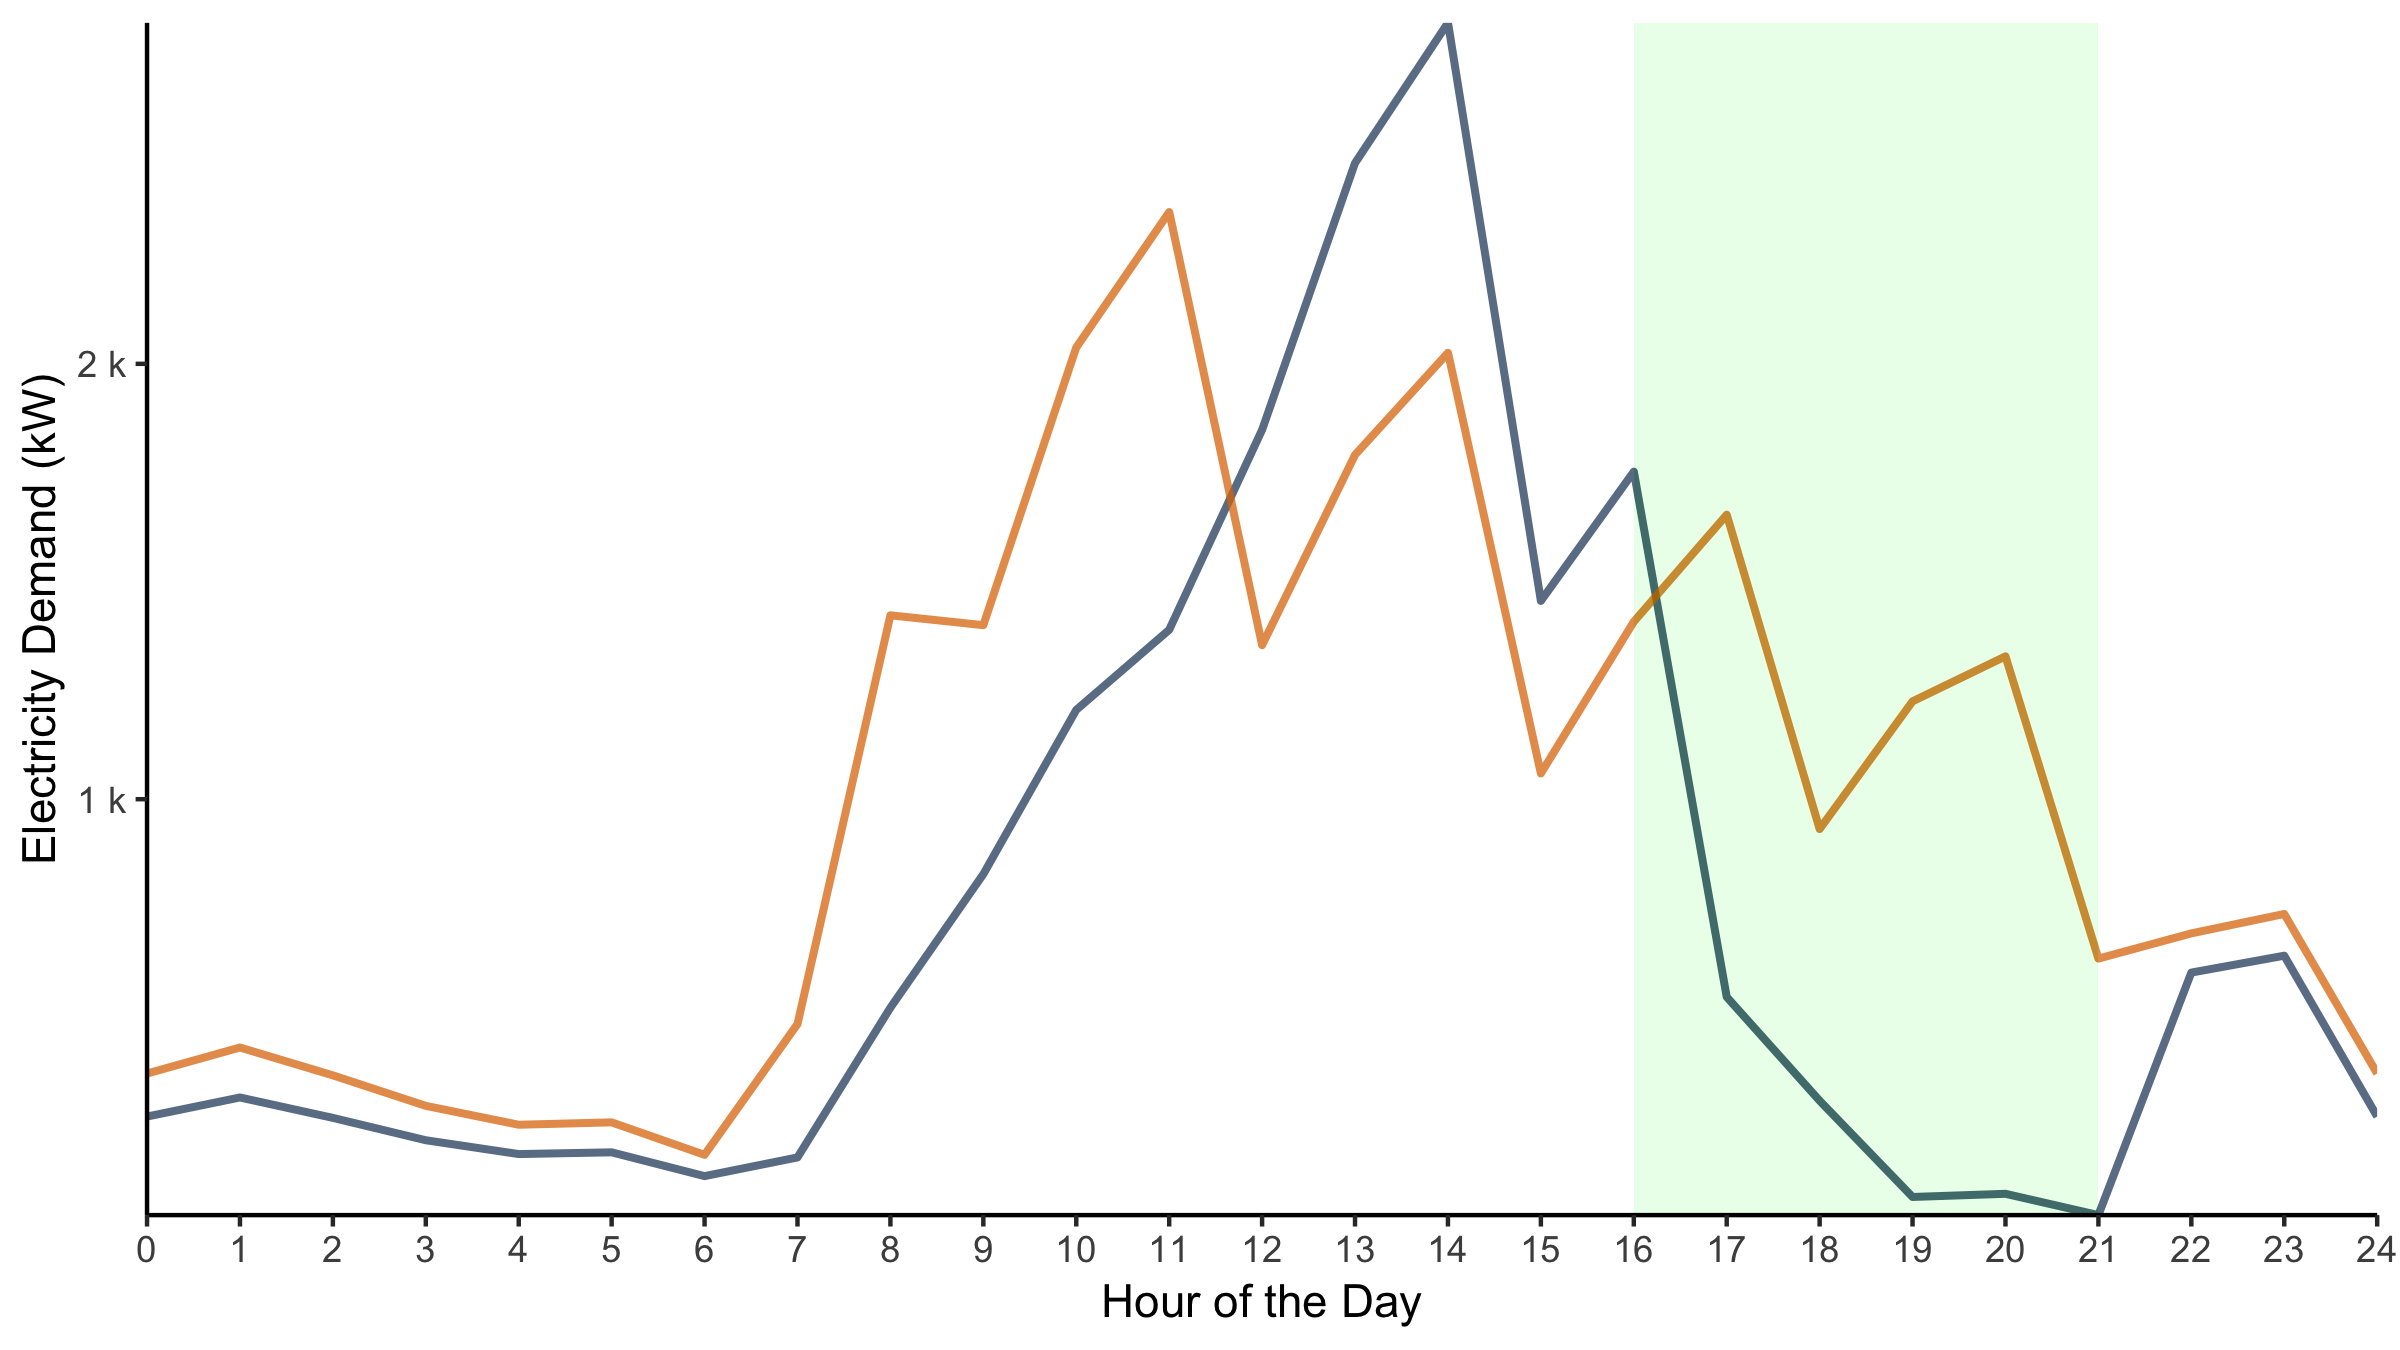 Electricity Demand (kW)
2 k
1 k
0 1 2 3 4 5 6 7 8 9 10 11 12 13 14 15 16 17 18 19 20 21 22 23 24
Hour of the Day